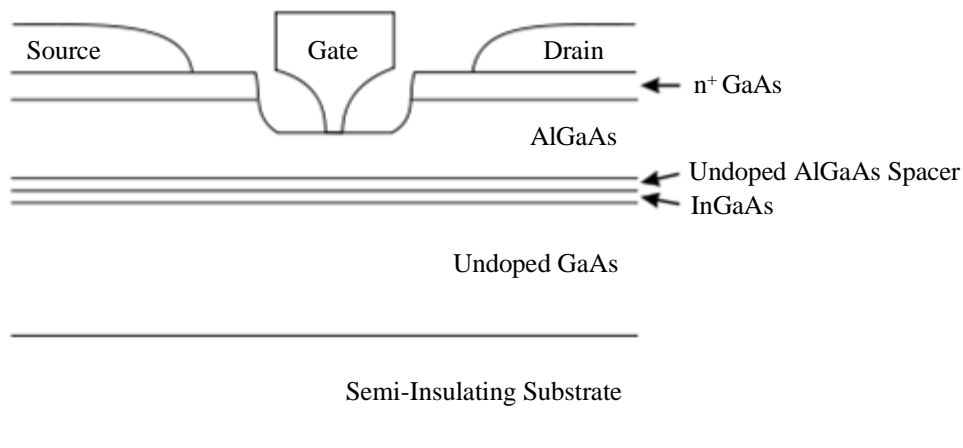 Source
Gate
Drain
n⁺ GaAs
AlGaAs
Undoped AlGaAs Spacer
InGaAs
Undoped GaAs
Semi-Insulating Substrate